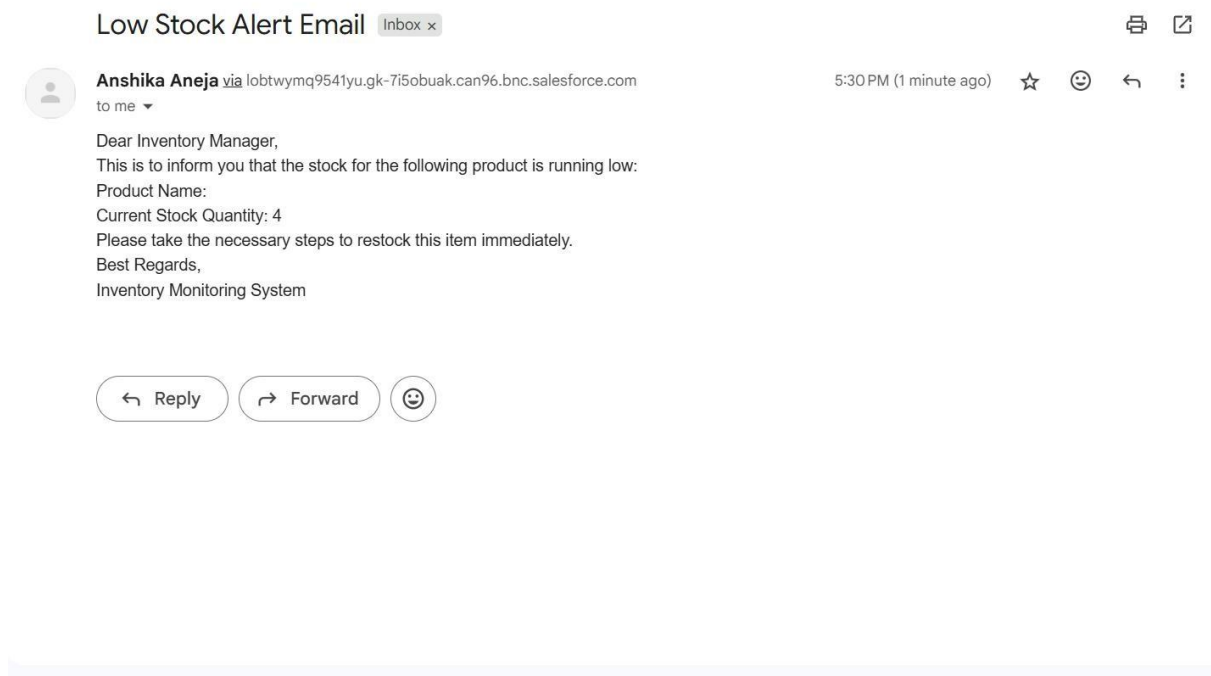 Low Stock Alert Email Inbox x
Anshika Aneja via lobtwymq9541yu.gk-7i5obuak.can96.bnc.salesforce.com 5:30 PM (1 minute ago)
to me
Dear Inventory Manager,
This is to inform you that the stock for the following product is running low:
Product Name:
Current Stock Quantity: 4
Please take the necessary steps to restock this item immediately.
Best Regards,
Inventory Monitoring System
Reply Forward